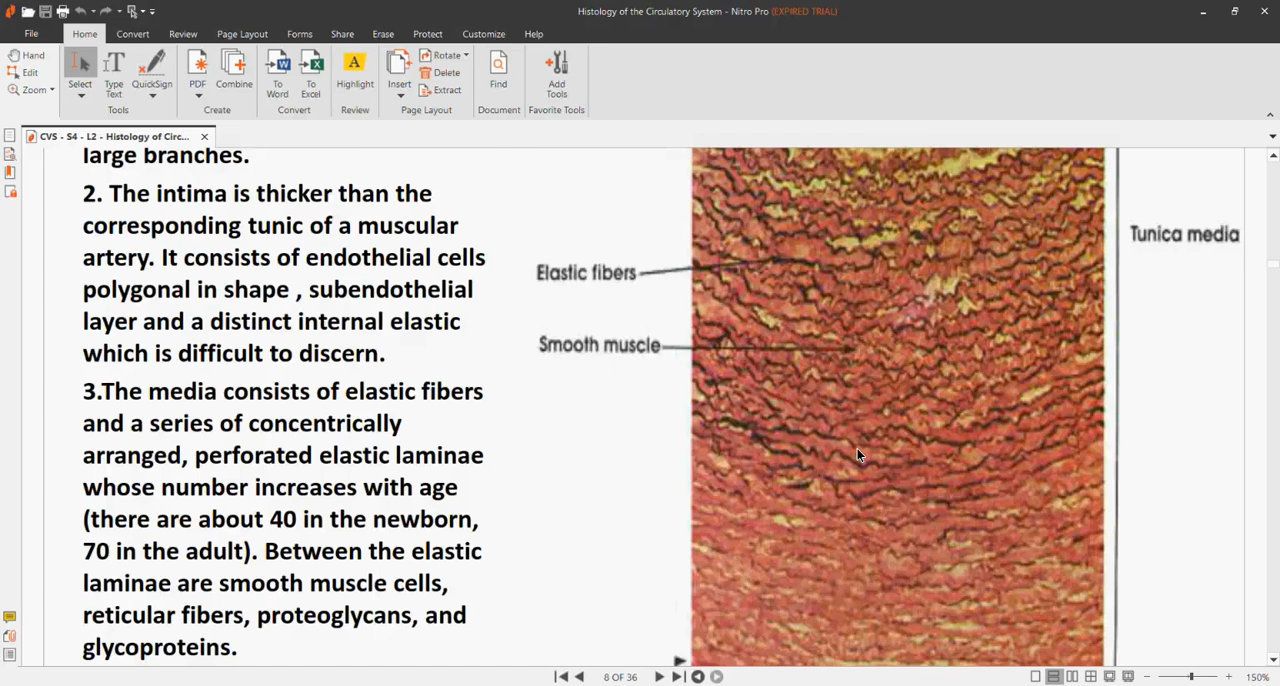 Histology of the Circulatory System - Nitro Pro (EXPIRED TRIAL)
File Home Convert Review Page Layout Forms Share Erase Protect Customize Help
Hand
Edit
Zoom
Select
Type Text
QuickSign
Tools
PDF
Combine
Create
To Word
To Excel
Convert
Highlight
Review
Insert
Rotate
Delete
Extract
Page Layout
Find
Document
Add Tools
Favorite Tools
CVS - S4 - L2 - Histology of Circ...
large branches.
2. The intima is thicker than the
corresponding tunic of a muscular
artery. It consists of endothelial cells
polygonal in shape , subendothelial
layer and a distinct internal elastic
which is difficult to discern.
3.The media consists of elastic fibers
and a series of concentrically
arranged, perforated elastic laminae
whose number increases with age
(there are about 40 in the newborn,
70 in the adult). Between the elastic
laminae are smooth muscle cells,
reticular fibers, proteoglycans, and
glycoproteins.
Elastic fibers
Smooth muscle
Tunica media
8 OF 36
150%